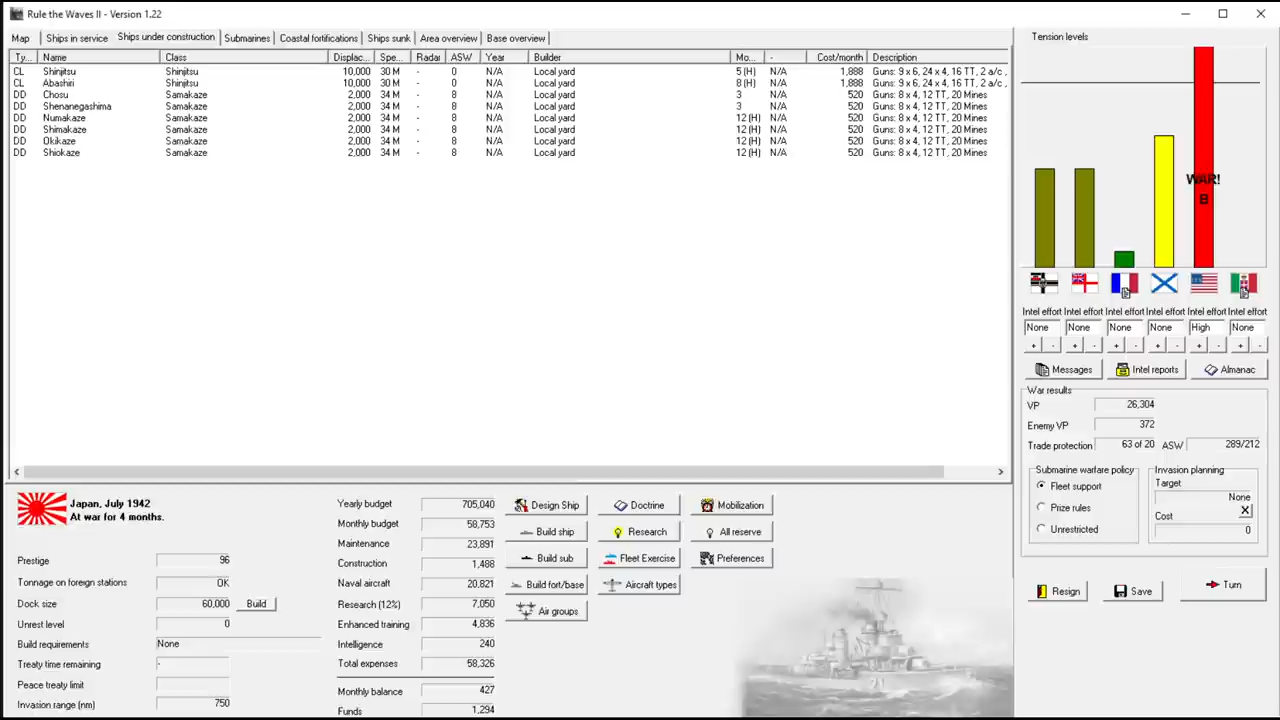 Rule the Waves II - Version 1.22
Map Ships in service Ships under construction Submarines Coastal fortifications Ships sunk Area overview Base overview
Ty... Name Class Displac... Spe... Radar ASW Year Builder Mo... - Cost/month Description
CL Shinjitsu Shinjitsu 10,000 30 M - 0 N/A Local yard 5 (H) N/A 1,888 Guns: 9 x 6, 24 x 4, 16 TT, 2 a/c ,
CL Abashiri Shinjitsu 10,000 30 M - 0 N/A Local yard 8 (H) N/A 1,888 Guns: 9 x 6, 24 x 4, 16 TT, 2 a/c ,
DD Chosu Samakaze 2,000 34 M - 8 N/A Local yard 3 N/A 520 Guns: 8 x 4, 12 TT, 20 Mines
DD Shenanegashima Samakaze 2,000 34 M - 8 N/A Local yard 3 N/A 520 Guns: 8 x 4, 12 TT, 20 Mines
DD Numakaze Samakaze 2,000 34 M - 8 N/A Local yard 12 (H) N/A 520 Guns: 8 x 4, 12 TT, 20 Mines
DD Shimakaze Samakaze 2,000 34 M - 8 N/A Local yard 12 (H) N/A 520 Guns: 8 x 4, 12 TT, 20 Mines
DD Okikaze Samakaze 2,000 34 M - 8 N/A Local yard 12 (H) N/A 520 Guns: 8 x 4, 12 TT, 20 Mines
DD Shiokaze Samakaze 2,000 34 M - 8 N/A Local yard 12 (H) N/A 520 Guns: 8 x 4, 12 TT, 20 Mines
Tension levels
WAR!
B
Intel effort Intel effort Intel effort Intel effort Intel effort Intel effort
None None None None High None
+ - + - + - + - + - + -
Messages Intel reports Almanac
War results
VP 26,304
Enemy VP 372
Trade protection 63 of 20 ASW 289/212
Submarine warfare policy
Fleet support
Prize rules
Unrestricted
Invasion planning
Target
None
Cost X
0
Resign Save Turn
Japan, July 1942
At war for 4 months.
Prestige 96
Tonnage on foreign stations OK
Dock size 60,000 Build
Unrest level 0
Build requirements None
Treaty time remaining -
Peace treaty limit
Invasion range (nm) 750
Yearly budget 705,040
Monthly budget 58,753
Maintenance 23,891
Construction 1,488
Naval aircraft 20,821
Research (12%) 7,050
Enhanced training 4,836
Intelligence 240
Total expenses 58,326
Monthly balance 427
Funds 1,294
Design Ship Doctrine Mobilization
Build ship Research All reserve
Build sub Fleet Exercise Preferences
Build fort/base Aircraft types
Air groups